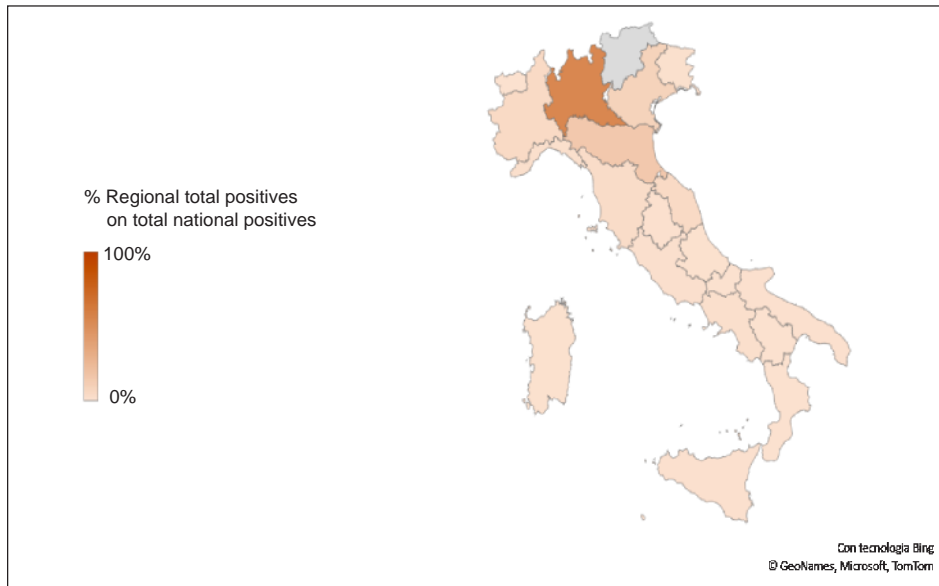 % Regional total positives
on total national positives
100%
0%
Con tecnologia Bing
© GeoNames, Microsoft, TomTom